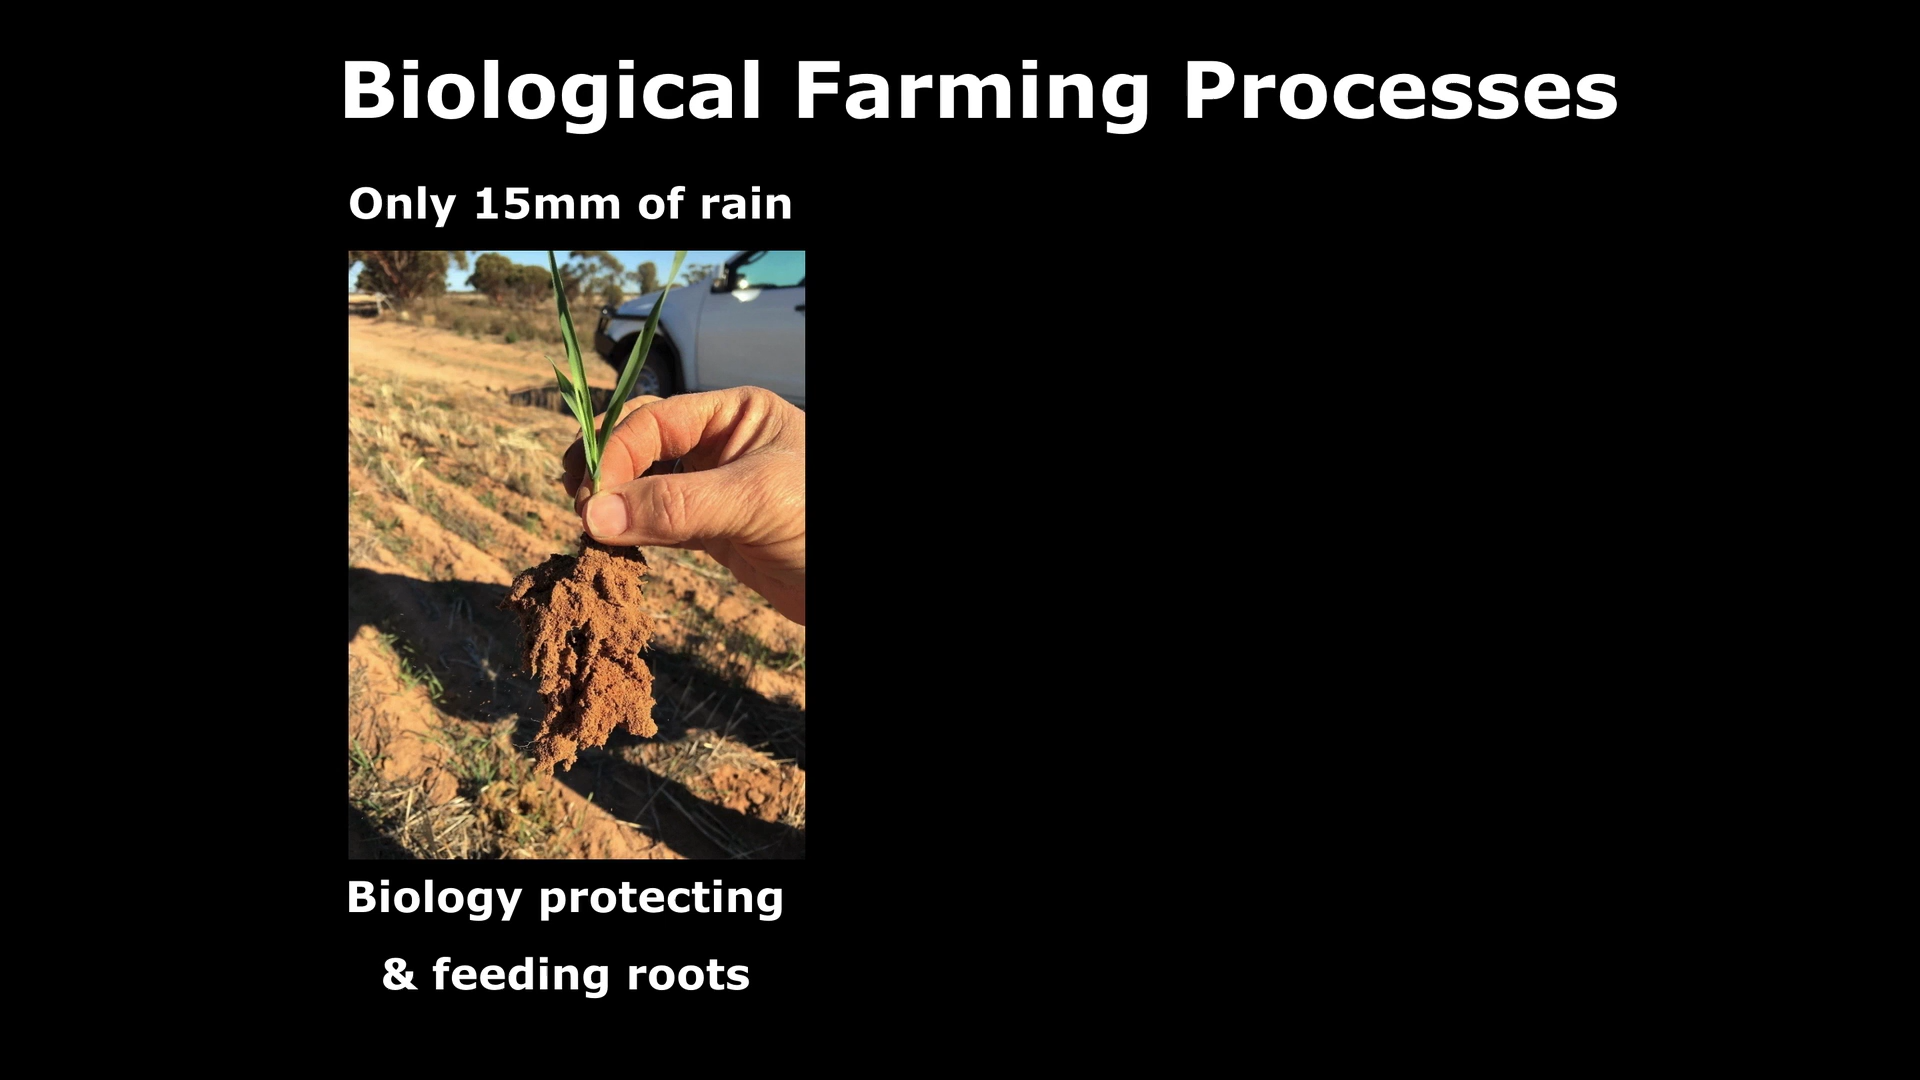 Biological Farming Processes
Only 15mm of rain
Biology protecting
& feeding roots